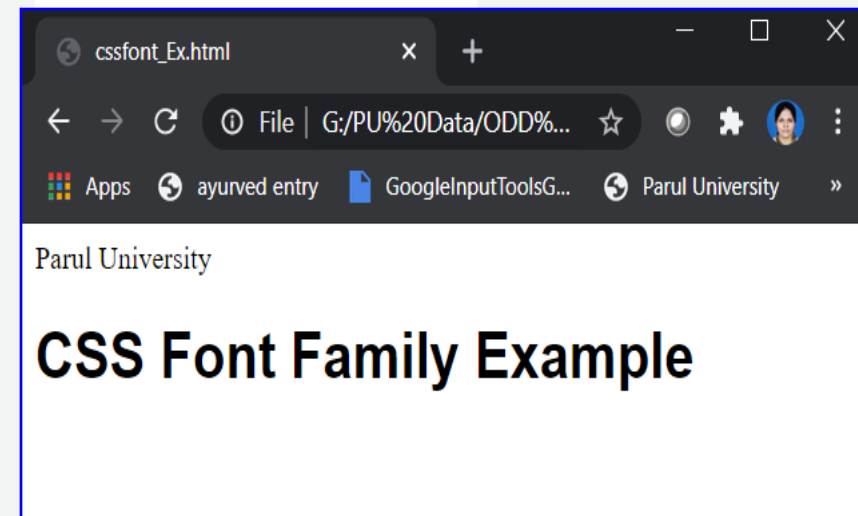 cssfont_Ex.html
File | G:/PU%20Data/ODD%...
Apps ayurved entry GoogleInputToolsG... Parul University »
Parul University
CSS Font Family Example